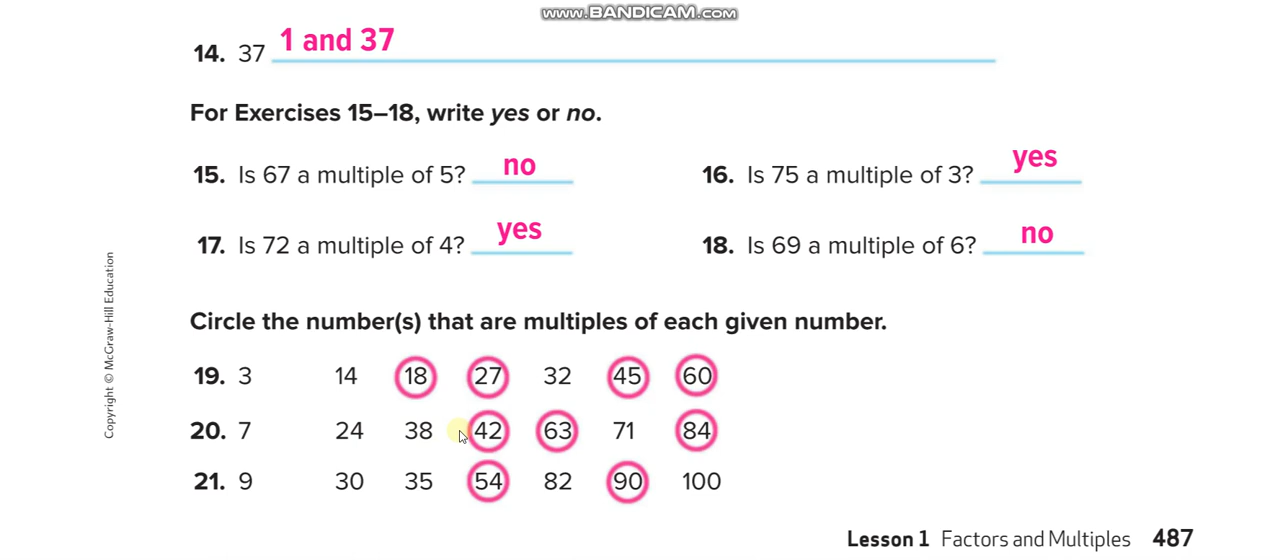 www.BANDICAM.com
14. 37 1 and 37
For Exercises 15–18, write yes or no.
15. Is 67 a multiple of 5? no
16. Is 75 a multiple of 3? yes
17. Is 72 a multiple of 4? yes
18. Is 69 a multiple of 6? no
Circle the number(s) that are multiples of each given number.
19. 3 14 18 27 32 45 60
20. 7 24 38 42 63 71 84
21. 9 30 35 54 82 90 100
Copyright © McGraw-Hill Education
Lesson 1 Factors and Multiples 487